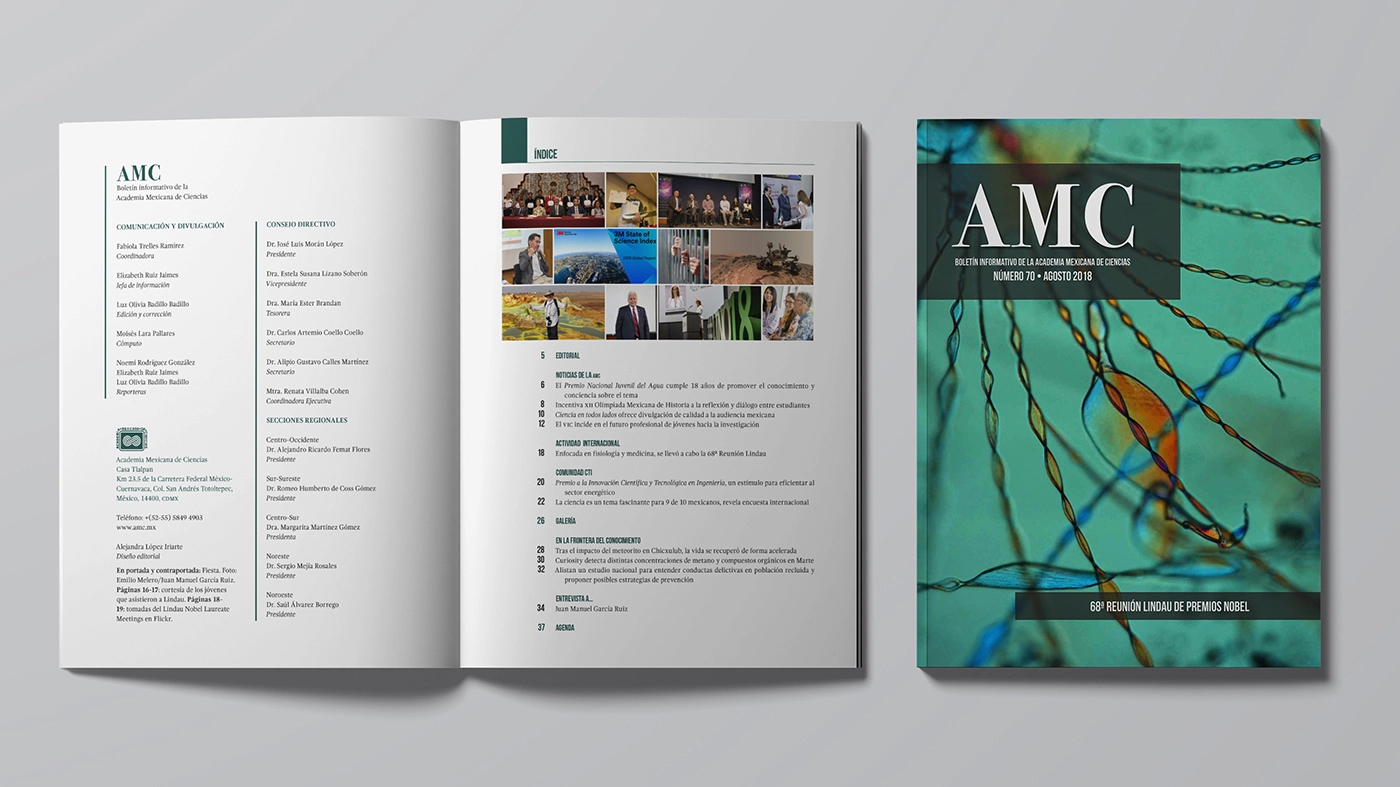 AMC
Boletín informativo de la
Academia Mexicana de Ciencias
COMUNICACIÓN Y DIVULGACIÓN
Fabiola Trelles Ramírez
Coordinadora
Elizabeth Ruiz Jaimes
Jefa de información
Luz Olivia Badillo Badillo
Edición y corrección
Moisés Lara Pallares
Cómputo
Noemí Rodríguez González
Elizabeth Ruiz Jaimes
Luz Olivia Badillo Badillo
Reporteras
Academia Mexicana de Ciencias
Casa Tlalpan
Km 23.5 de la Carretera Federal México-
Cuernavaca, Col. San Andrés Totoltepec,
México, 14400, CDMX
Teléfono: +(52-55) 5849 4903
www.amc.mx
Alejandra López Iriarte
Diseño editorial
En portada y contraportada: Fiesta. Foto:
Emilio Melero/Juan Manuel García Ruiz.
Páginas 16-17: cortesía de los jóvenes
que asistieron a Lindau. Páginas 18-
19: tomadas del Lindau Nobel Laureate
Meetings en Flickr.
CONSEJO DIRECTIVO
Dr. José Luis Morán López
Presidente
Dra. Estela Susana Lizano Soberón
Vicepresidente
Dra. María Ester Brandan
Tesorera
Dr. Carlos Artemio Coello Coello
Secretario
Dr. Alipio Gustavo Calles Martínez
Secretario
Mtra. Renata Villalba Cohen
Coordinadora Ejecutiva
SECCIONES REGIONALES
Centro-Occidente
Dr. Alejandro Ricardo Femat Flores
Presidente
Sur-Sureste
Dr. Romeo Humberto de Coss Gómez
Presidente
Centro-Sur
Dra. Margarita Martínez Gómez
Presidenta
Noreste
Dr. Sergio Mejía Rosales
Presidente
Noroeste
Dr. Saúl Álvarez Borrego
Presidente
ÍNDICE
3M State of
Science Index
18
5 EDITORIAL
NOTICIAS DE LA AMC
6 El Premio Nacional Juvenil del Agua cumple 18 años de promover el conocimiento y
conciencia sobre el tema
8 Incentiva XII Olimpiada Mexicana de Historia a la reflexión y diálogo entre estudiantes
10 Ciencia en todos lados ofrece divulgación de calidad a la audiencia mexicana
12 El VIC incide en el futuro profesional de jóvenes hacia la investigación
ACTIVIDAD INTERNACIONAL
18 Enfocada en fisiología y medicina, se llevó a cabo la 68ª Reunión Lindau
COMUNIDAD CTI
20 Premio a la Innovación Científica y Tecnológica en Ingeniería, un estímulo para eficientar al
sector energético
22 La ciencia es un tema fascinante para 9 de 10 mexicanos, revela encuesta internacional
26 GALERÍA
EN LA FRONTERA DEL CONOCIMIENTO
28 Tras el impacto del meteorito en Chicxulub, la vida se recuperó de forma acelerada
30 Curiosity detecta distintas concentraciones de metano y compuestos orgánicos en Marte
32 Alistan un estudio nacional para entender conductas delictivas en población recluida y
proponer posibles estrategias de prevención
ENTREVISTA A...
34 Juan Manuel García Ruiz
37 AGENDA
AMC
BOLETÍN INFORMATIVO DE LA ACADEMIA MEXICANA DE CIENCIAS
NÚMERO 70 • AGOSTO 2018
68ª REUNIÓN LINDAU DE PREMIOS NOBEL